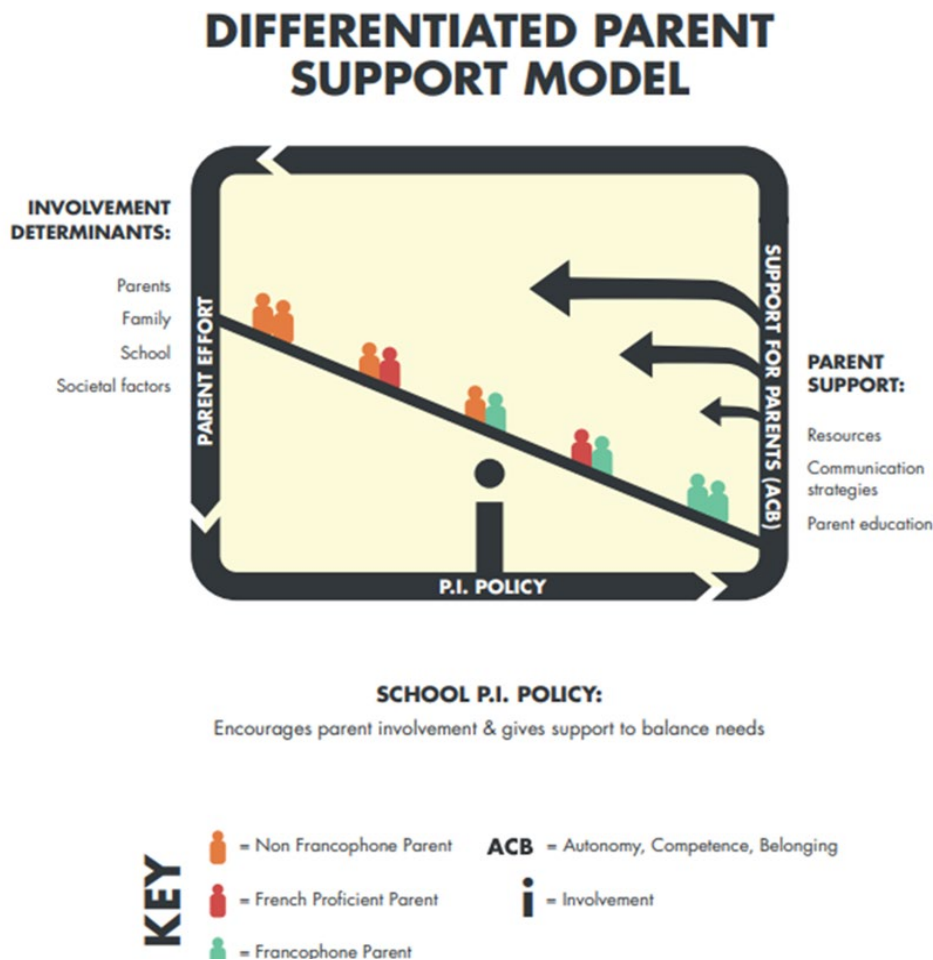 DIFFERENTIATED PARENT
SUPPORT MODEL
INVOLVEMENT
DETERMINANTS:
Parents
Family
School
Societal factors
PARENT EFFORT
SUPPORT FOR PARENTS (ACB)
PARENT
SUPPORT:
Resources
Communication
strategies
Parent education
i
P.I. POLICY
SCHOOL P.I. POLICY:
Encourages parent involvement & gives support to balance needs
KEY
= Non Francophone Parent
= French Proficient Parent
= Francophone Parent
ACB = Autonomy, Competence, Belonging
i = Involvement